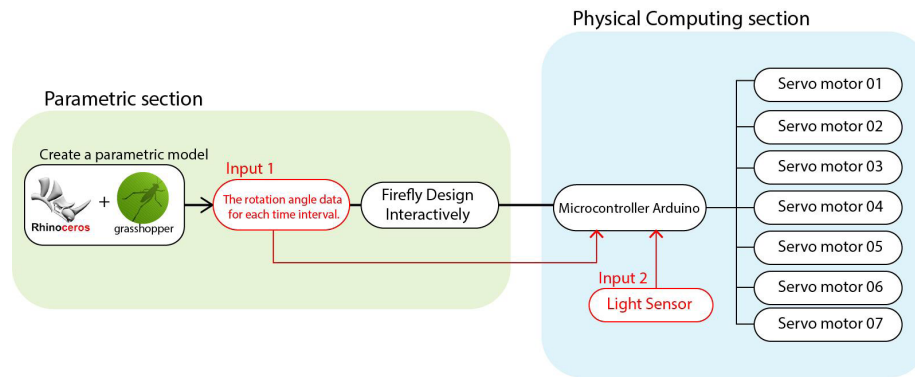 Physical Computing section
Parametric section
Create a parametric model
Rhinoceros
+
grasshopper
Input 1
The rotation angle data
for each time interval.
Firefly Design
Interactively
Microcontroller Arduino
Input 2
Light Sensor
Servo motor 01
Servo motor 02
Servo motor 03
Servo motor 04
Servo motor 05
Servo motor 06
Servo motor 07